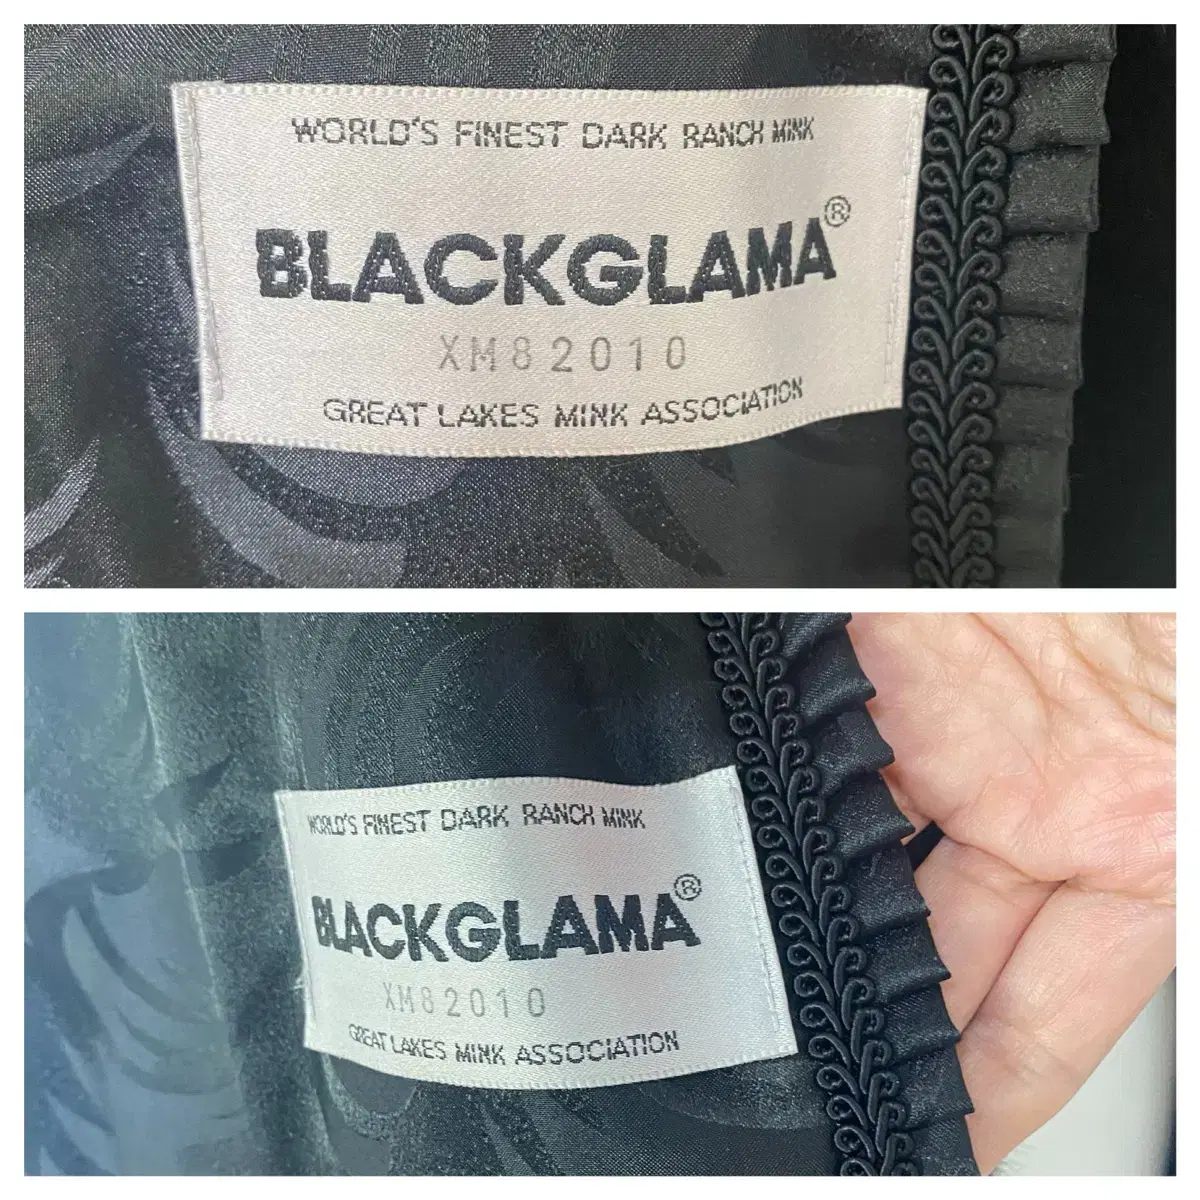 WORLD'S FINEST DARK RANCH MINK
BLACKGLAMA®
XM82010
GREAT LAKES MINK ASSOCIATION
WORLD'S FINEST DARK RANCH MINK
BLACKGLAMA®
XM82010
GREAT LAKES MINK ASSOCIATION